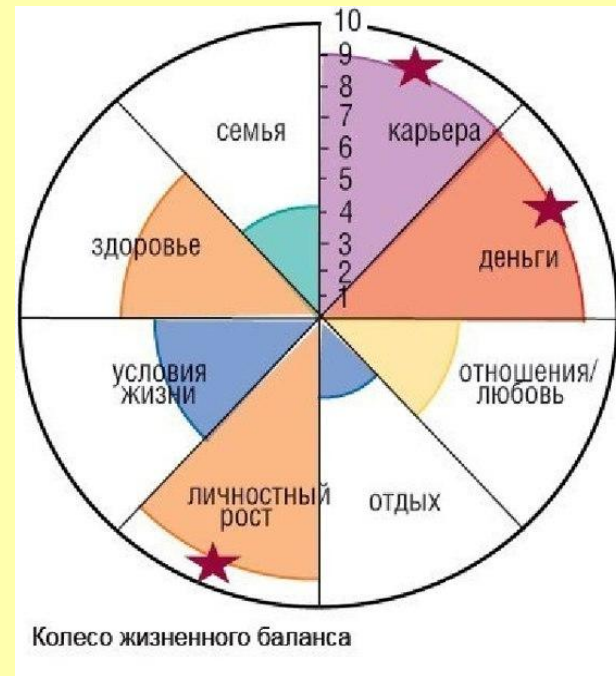 10
9
8
7
6
5
4
3
2
1
семья
карьера
здоровье
деньги
условия
жизни
отношения/
любовь
личностный
рост
отдых
Колесо жизненного баланса